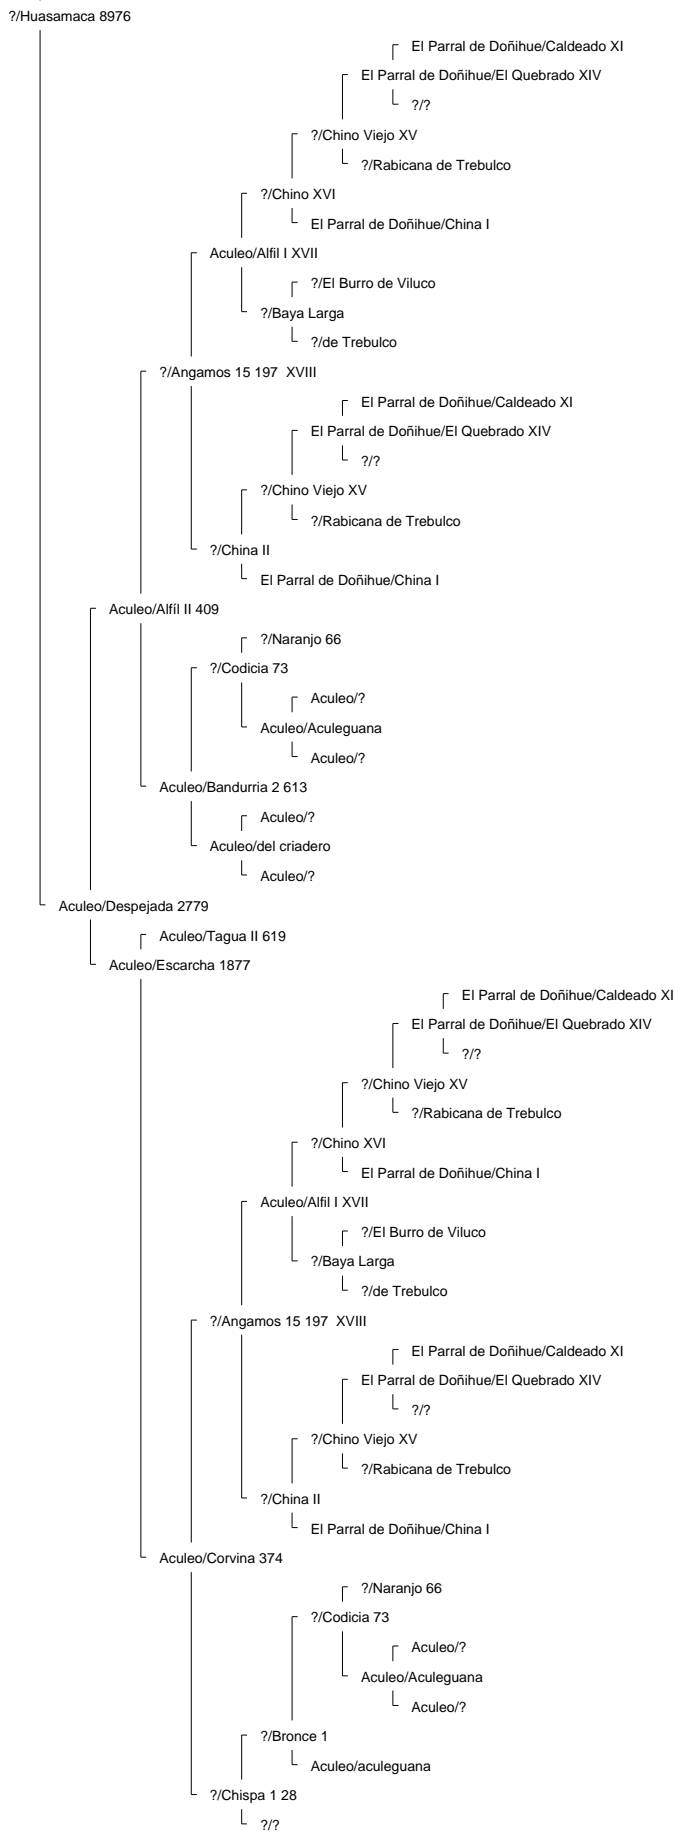 ?/Huasamaca 8976
El Parral de Doñihue/Caldeado XI
El Parral de Doñihue/El Quebrado XIV
?/?
?/Chino Viejo XV
?/Rabicana de Trebulco
?/Chino XVI
El Parral de Doñihue/China I
Aculeo/Alfil I XVII
?/El Burro de Viluco
?/Baya Larga
?/de Trebulco
?/Angamos 15 197 XVIII
El Parral de Doñihue/Caldeado XI
El Parral de Doñihue/El Quebrado XIV
?/?
?/Chino Viejo XV
?/Rabicana de Trebulco
?/China II
El Parral de Doñihue/China I
Aculeo/Alfíl II 409
?/Naranjo 66
?/Codicia 73
Aculeo/?
Aculeo/Aculeguana
Aculeo/?
Aculeo/Bandurria 2 613
Aculeo/?
Aculeo/del criadero
Aculeo/?
Aculeo/Despejada 2779
Aculeo/Tagua II 619
Aculeo/Escarcha 1877
El Parral de Doñihue/Caldeado XI
El Parral de Doñihue/El Quebrado XIV
?/?
?/Chino Viejo XV
?/Rabicana de Trebulco
?/Chino XVI
El Parral de Doñihue/China I
Aculeo/Alfil I XVII
?/El Burro de Viluco
?/Baya Larga
?/de Trebulco
?/Angamos 15 197 XVIII
El Parral de Doñihue/Caldeado XI
El Parral de Doñihue/El Quebrado XIV
?/?
?/Chino Viejo XV
?/Rabicana de Trebulco
?/China II
El Parral de Doñihue/China I
Aculeo/Corvina 374
?/Naranjo 66
?/Codicia 73
Aculeo/?
Aculeo/Aculeguana
Aculeo/?
?/Bronce 1
Aculeo/aculeguana
?/Chispa 1 28
?/?